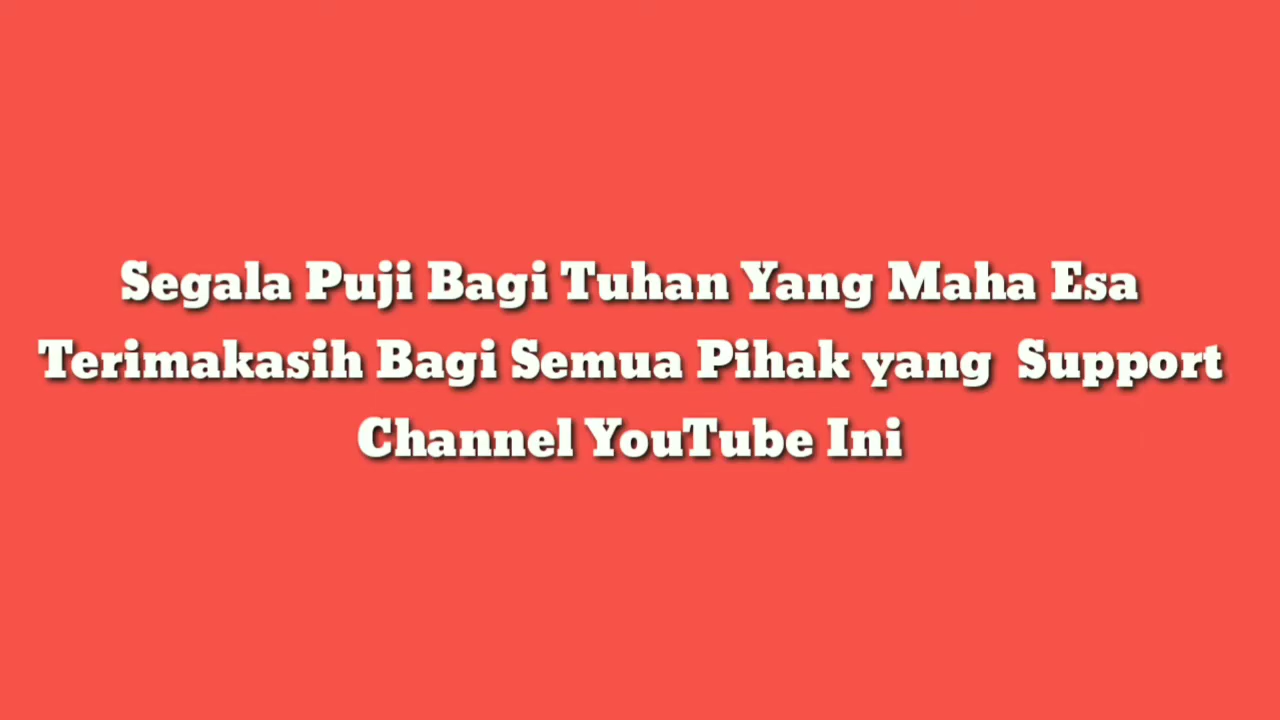 Segala Puji Bagi Tuhan Yang Maha Esa
Terimakasih Bagi Semua Pihak yang  Support
Channel YouTube Ini